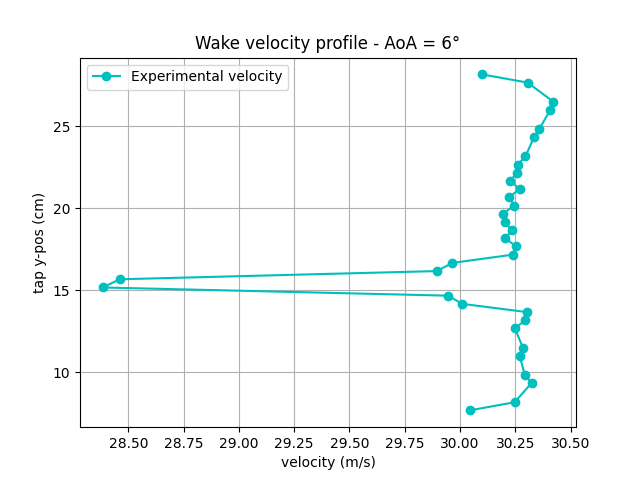 Wake velocity profile - AoA = 6°
Experimental velocity
tap y-pos (cm)
25
20
15
10
28.50 28.75 29.00 29.25 29.50 29.75 30.00 30.25 30.50
velocity (m/s)